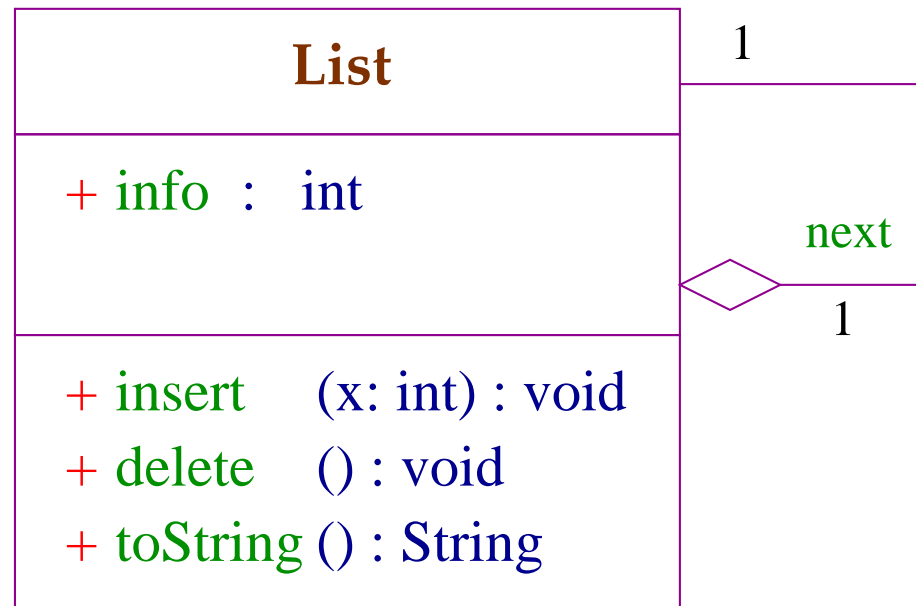 List
1
+ info : int
next
1
+ insert (x: int) : void
+ delete () : void
+ toString () : String